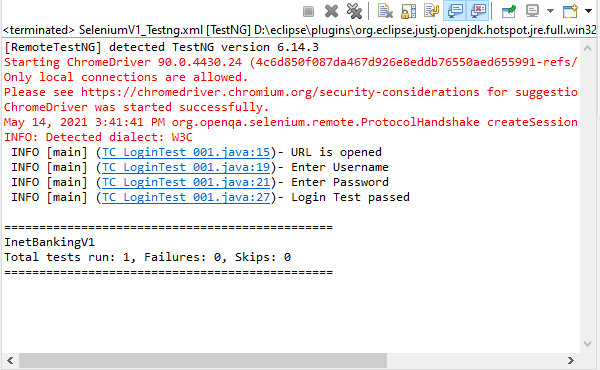 <terminated> SeleniumV1_Testng.xml [TestNG] D:\eclipse\plugins\org.eclipse.justj.openjdk.hotspot.jre.full.win32
[RemoteTestNG] detected TestNG version 6.14.3
Starting ChromeDriver 90.0.4430.24 (4c6d850f087da467d926e8eddb76550aed655991-refs/
Only local connections are allowed.
Please see https://chromedriver.chromium.org/security-considerations for suggestio
ChromeDriver was started successfully.
May 14, 2021 3:41:41 PM org.openqa.selenium.remote.ProtocolHandshake createSession
INFO: Detected dialect: W3C
INFO [main] (TC_LoginTest_001.java:15)- URL is opened
INFO [main] (TC_LoginTest_001.java:19)- Enter Username
INFO [main] (TC_LoginTest_001.java:21)- Enter Password
INFO [main] (TC_LoginTest_001.java:27)- Login Test passed
===============================================
InetBankingV1
Total tests run: 1, Failures: 0, Skips: 0
===============================================